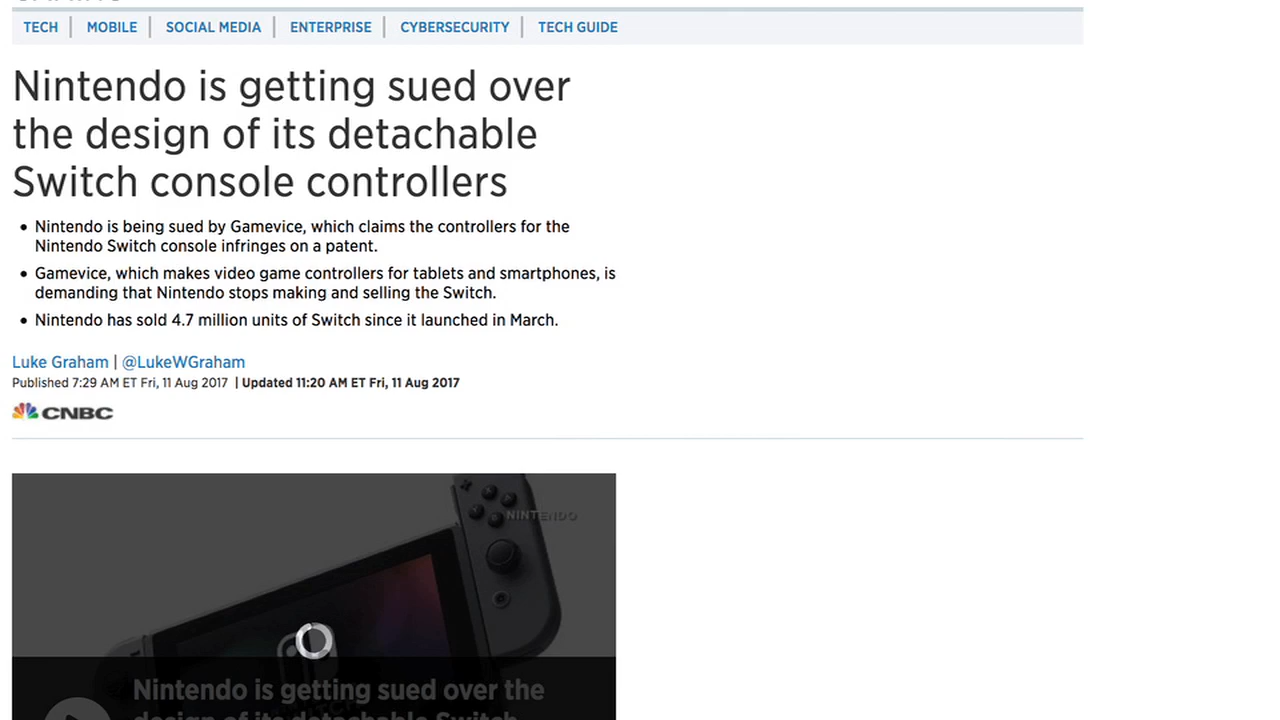 TECH | MOBILE | SOCIAL MEDIA | ENTERPRISE | CYBERSECURITY | TECH GUIDE
Nintendo is getting sued over
the design of its detachable
Switch console controllers
• Nintendo is being sued by Gamevice, which claims the controllers for the
Nintendo Switch console infringes on a patent.
• Gamevice, which makes video game controllers for tablets and smartphones, is
demanding that Nintendo stops making and selling the Switch.
• Nintendo has sold 4.7 million units of Switch since it launched in March.
Luke Graham | @LukeWGraham
Published 7:29 AM ET Fri, 11 Aug 2017 | Updated 11:20 AM ET Fri, 11 Aug 2017
CNBC
NINTENDO
Nintendo is getting sued over the
design of its detachable Switch